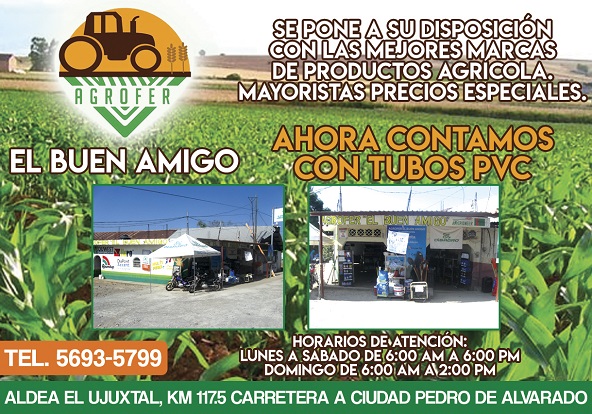 SE PONE A SU DISPOSICIÓN
CON LAS MEJORES MARCAS
DE PRODUCTOS AGRICOLA.
MAYORISTAS PRECIOS ESPECIALES.
AGROFER
EL BUEN AMIGO
AHORA CONTAMOS
CON TUBOS PVC
AGROFER EL BUEN AMIGO
HORARIOS DE ATENCIÓN:
LUNES A SABADO DE 6:00 AM A 6:00 PM
DOMINGO DE 6:00 AM A 2:00 PM
TEL. 5693-5799
ALDEA EL UJUXTAL, KM 117.5 CARRETERA A CIUDAD PEDRO DE ALVARADO